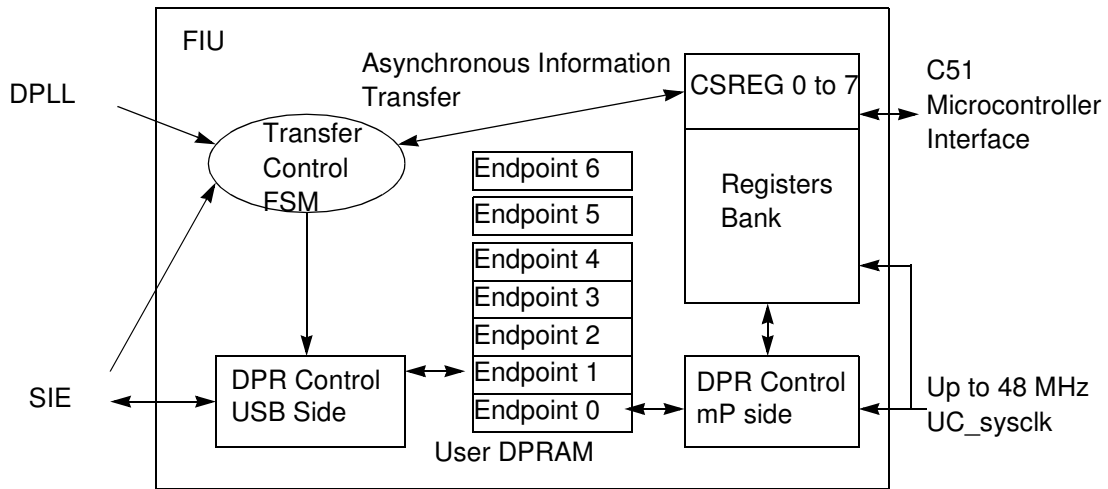 FIU
Asynchronous Information
Transfer
DPLL
Transfer
Control
FSM
CSREG 0 to 7
C51
Microcontroller
Interface
Registers
Bank
Endpoint 6
Endpoint 5
Endpoint 4
Endpoint 3
Endpoint 2
Endpoint 1
Endpoint 0
User DPRAM
SIE
DPR Control
USB Side
DPR Control
mP side
Up to 48 MHz
UC_sysclk